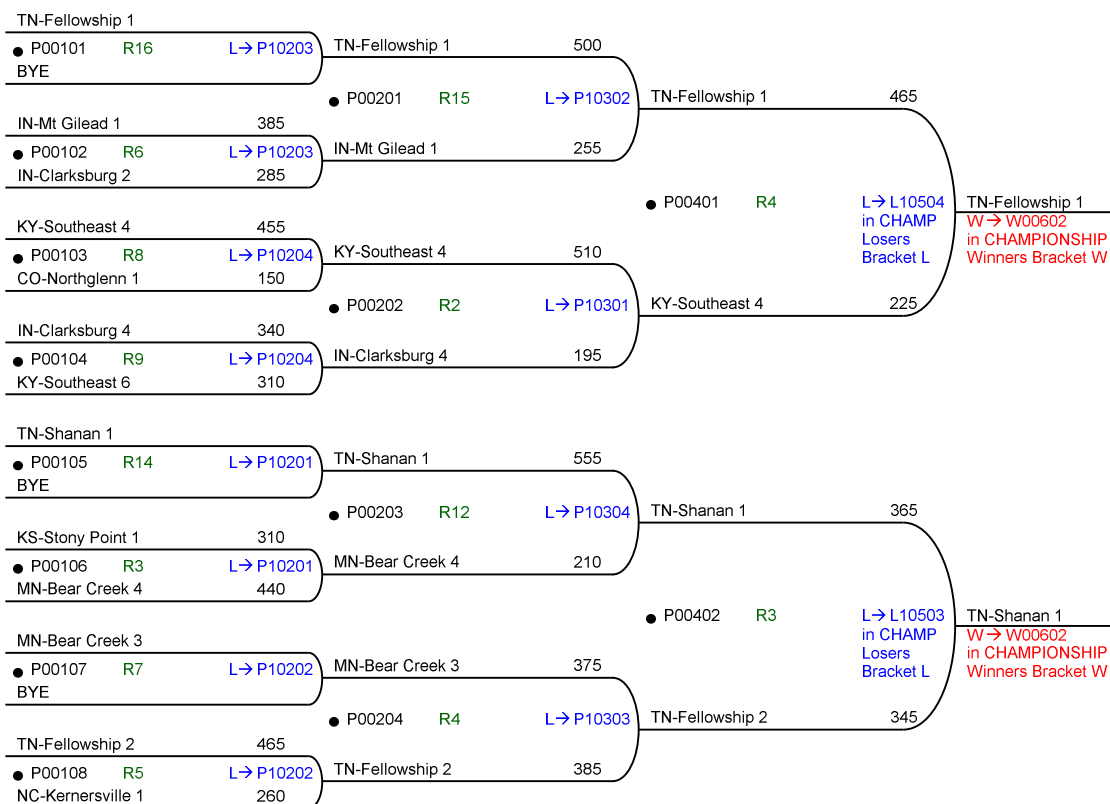 TN-Fellowship 1
P00101 R16 L→ P10203
BYE
TN-Fellowship 1 500
P00201 R15 L→ P10302
IN-Mt Gilead 1 255
IN-Mt Gilead 1 385
P00102 R6 L→ P10203
IN-Clarksburg 2 285
TN-Fellowship 1 465
P00401 R4 L→ L10504
in CHAMP
Losers
Bracket L
KY-Southeast 4 225
TN-Fellowship 1
W→ W00602
in CHAMPIONSHIP
Winners Bracket W
KY-Southeast 4 455
P00103 R8 L→ P10204
CO-Northglenn 1 150
KY-Southeast 4 510
P00202 R2 L→ P10301
IN-Clarksburg 4 195
IN-Clarksburg 4 340
P00104 R9 L→ P10204
KY-Southeast 6 310
TN-Shanan 1
P00105 R14 L→ P10201
BYE
TN-Shanan 1 555
P00203 R12 L→ P10304
MN-Bear Creek 4 210
KS-Stony Point 1 310
P00106 R3 L→ P10201
MN-Bear Creek 4 440
TN-Shanan 1 365
P00402 R3 L→ L10503
in CHAMP
Losers
Bracket L
TN-Fellowship 2 345
TN-Shanan 1
W→ W00602
in CHAMPIONSHIP
Winners Bracket W
MN-Bear Creek 3
P00107 R7 L→ P10202
BYE
MN-Bear Creek 3 375
P00204 R4 L→ P10303
TN-Fellowship 2 385
TN-Fellowship 2 465
P00108 R5 L→ P10202
NC-Kernersville 1 260